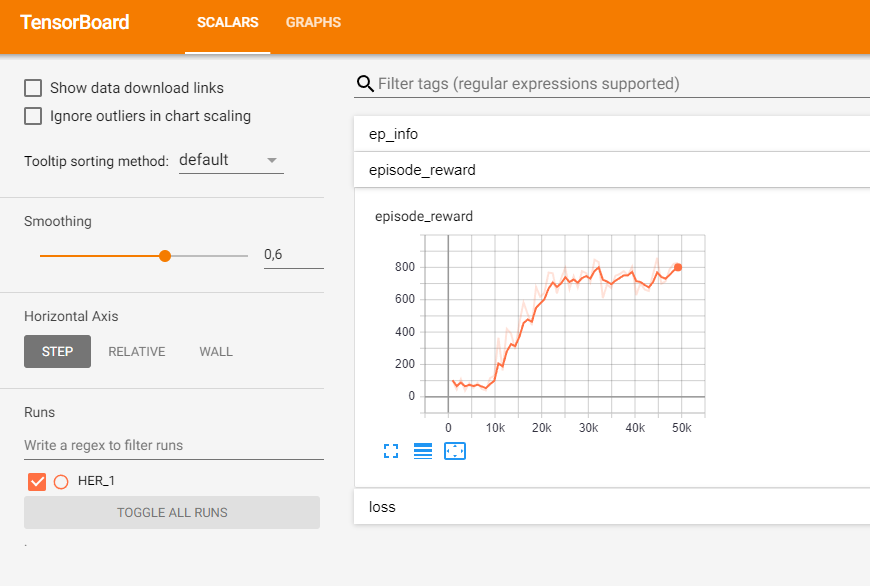 TensorBoard
SCALARS
GRAPHS
Show data download links
Ignore outliers in chart scaling
Tooltip sorting method: default
Smoothing
0,6
Horizontal Axis
STEP
RELATIVE
WALL
Runs
Write a regex to filter runs
HER_1
TOGGLE ALL RUNS
.
Filter tags (regular expressions supported)
ep_info
episode_reward
episode_reward
800
600
400
200
0
0 10k 20k 30k 40k 50k
loss